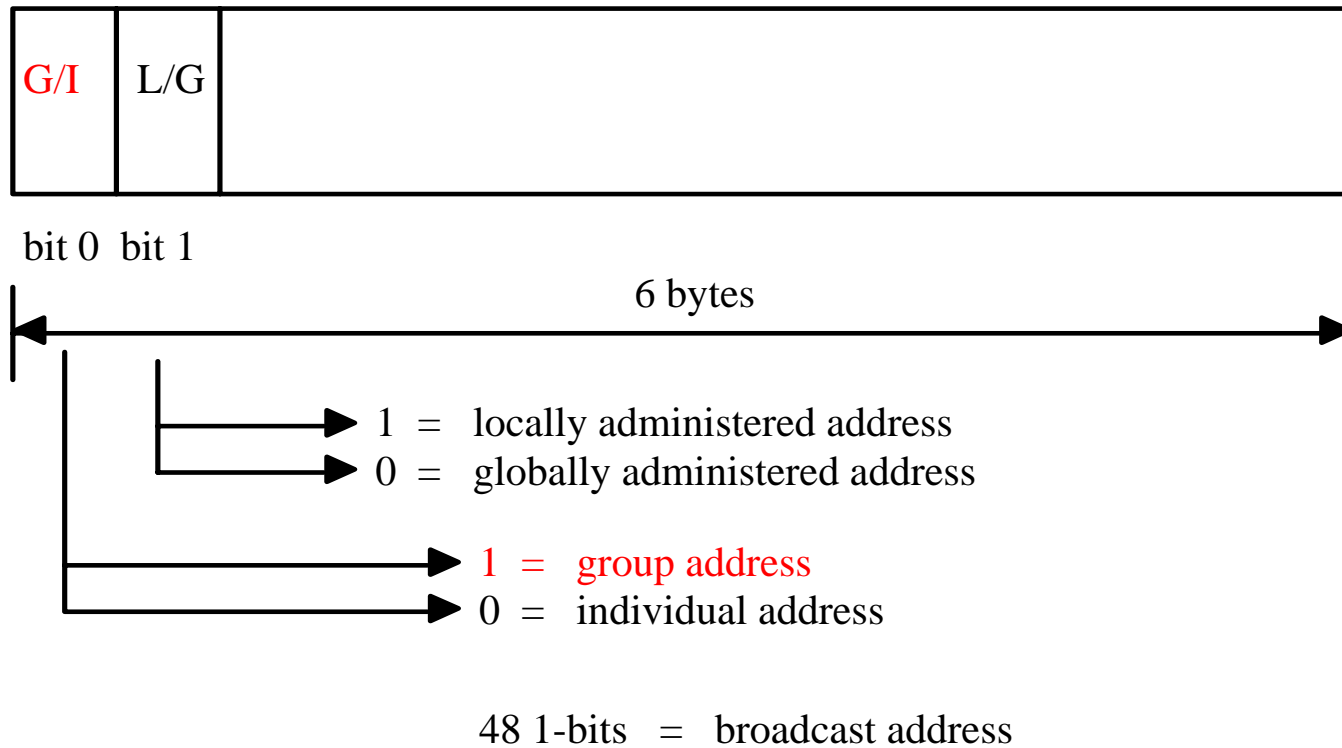 G/I L/G
bit 0 bit 1
6 bytes
1 = locally administered address
0 = globally administered address
1 = group address
0 = individual address
48 1-bits = broadcast address